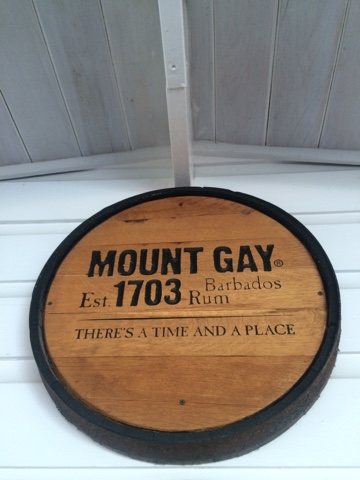 MOUNT GAY®
Est. 1703 Barbados Rum
THERE'S A TIME AND A PLACE